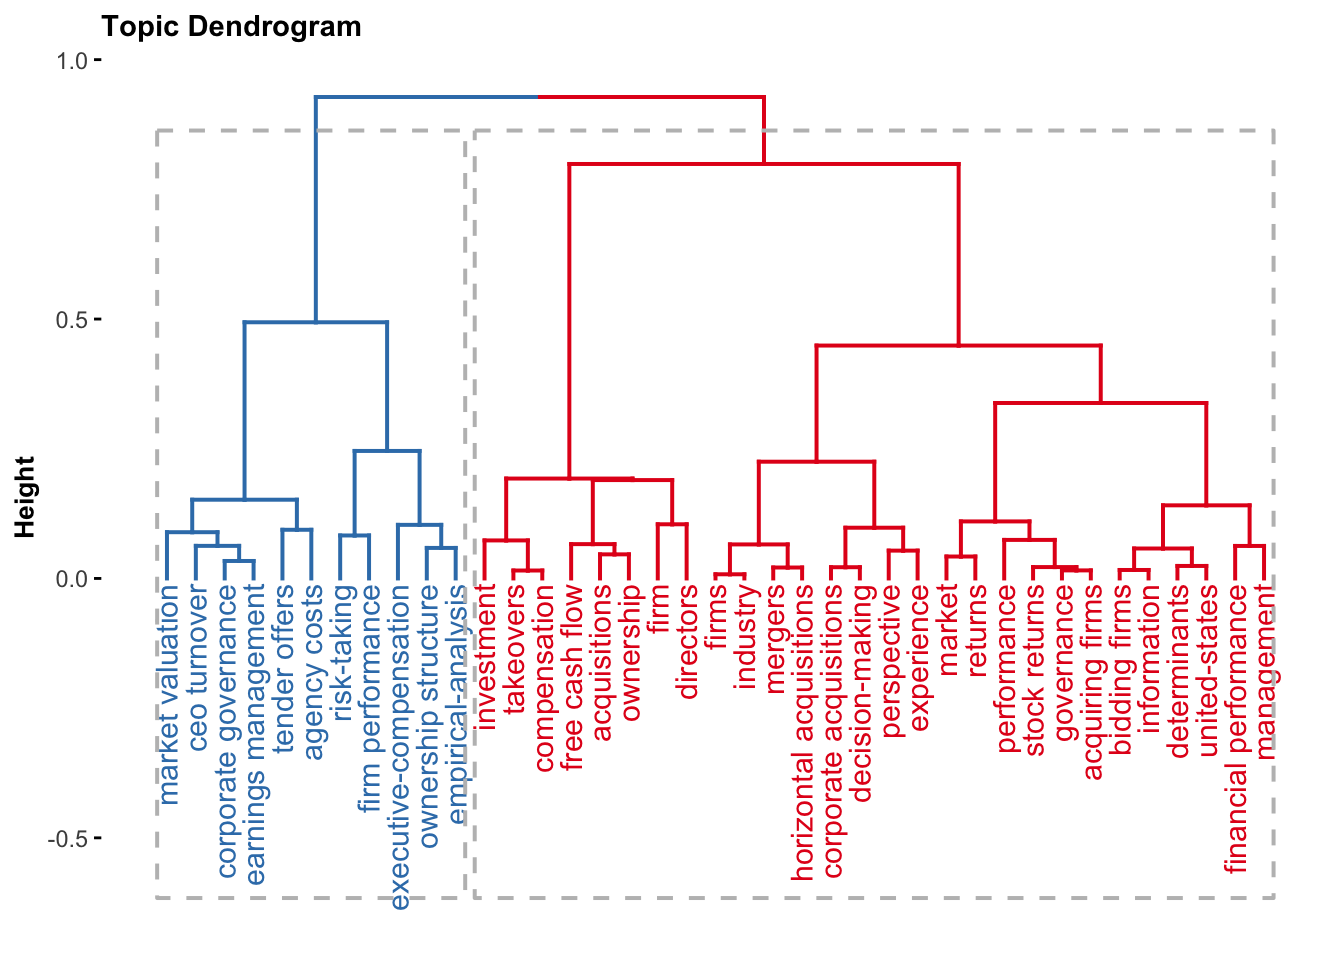 Topic Dendrogram
1.0
0.5
0.0
-0.5
Height
market valuation
ceo turnover
corporate governance
earnings management
tender offers
agency costs
risk-taking
firm performance
executive-compensation
ownership structure
empirical-analysis
investment
takeovers
compensation
free cash flow
acquisitions
ownership
firm
directors
firms
industry
mergers
horizontal acquisitions
corporate acquisitions
decision-making
perspective
experience
market
returns
performance
stock returns
governance
acquiring firms
bidding firms
information
determinants
united-states
financial performance
management